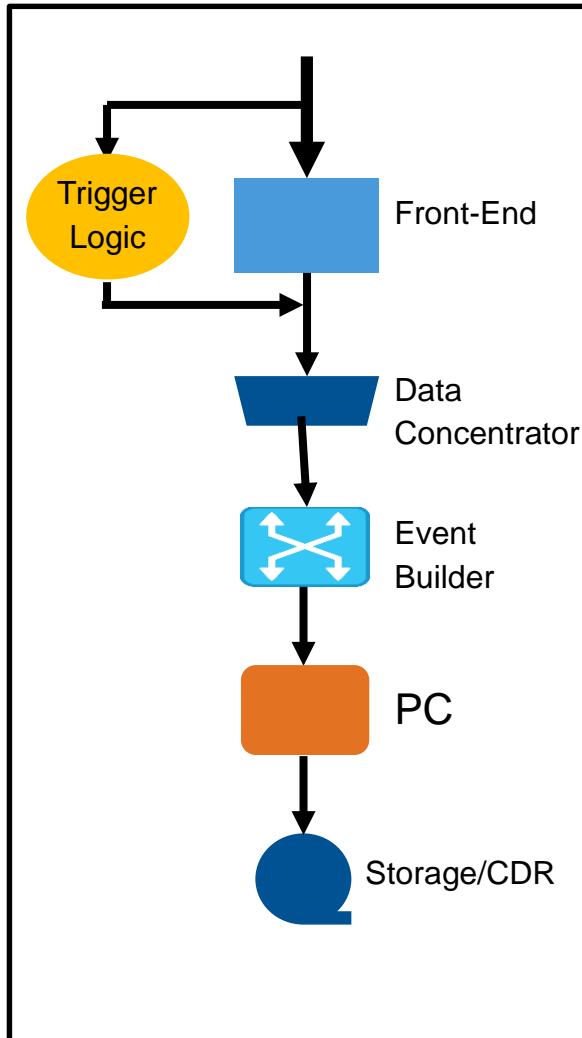 Trigger
Logic
Front-End
Data
Concentrator
Event
Builder
PC
Storage/CDR